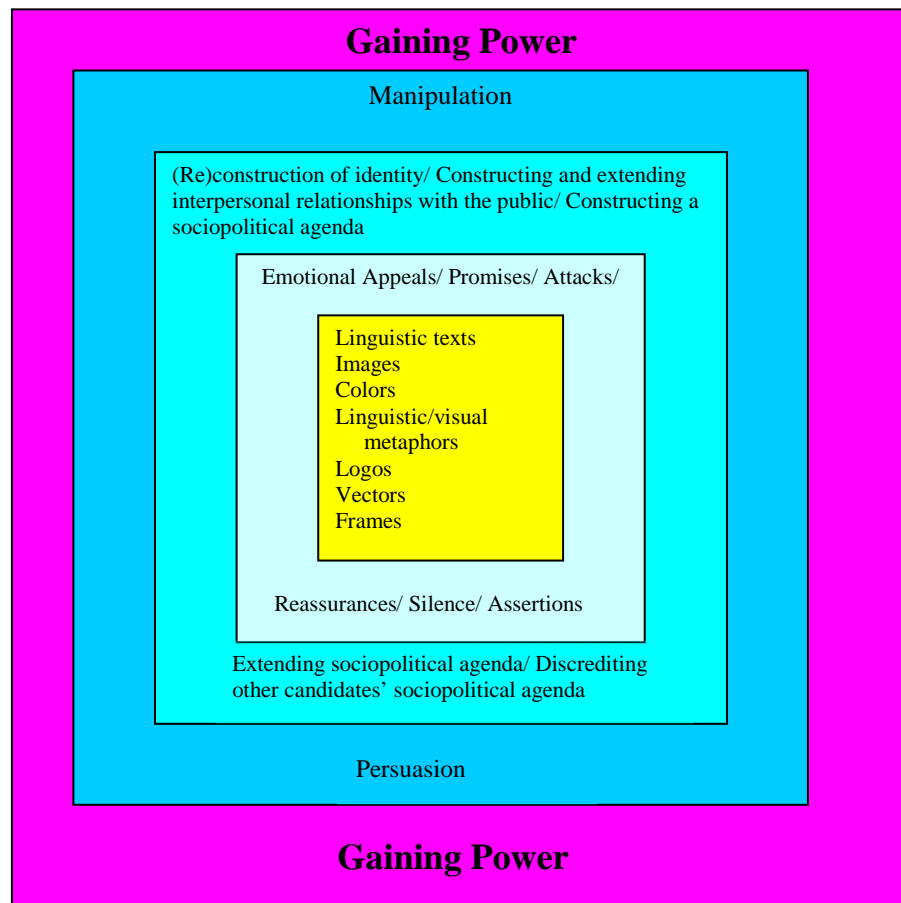 Gaining Power
Manipulation
(Re)construction of identity/ Constructing and extending
interpersonal relationships with the public/ Constructing a
sociopolitical agenda
Emotional Appeals/ Promises/ Attacks/
Linguistic texts
Images
Colors
Linguistic/visual
metaphors
Logos
Vectors
Frames
Reassurances/ Silence/ Assertions
Extending sociopolitical agenda/ Discrediting
other candidates’ sociopolitical agenda
Persuasion
Gaining Power